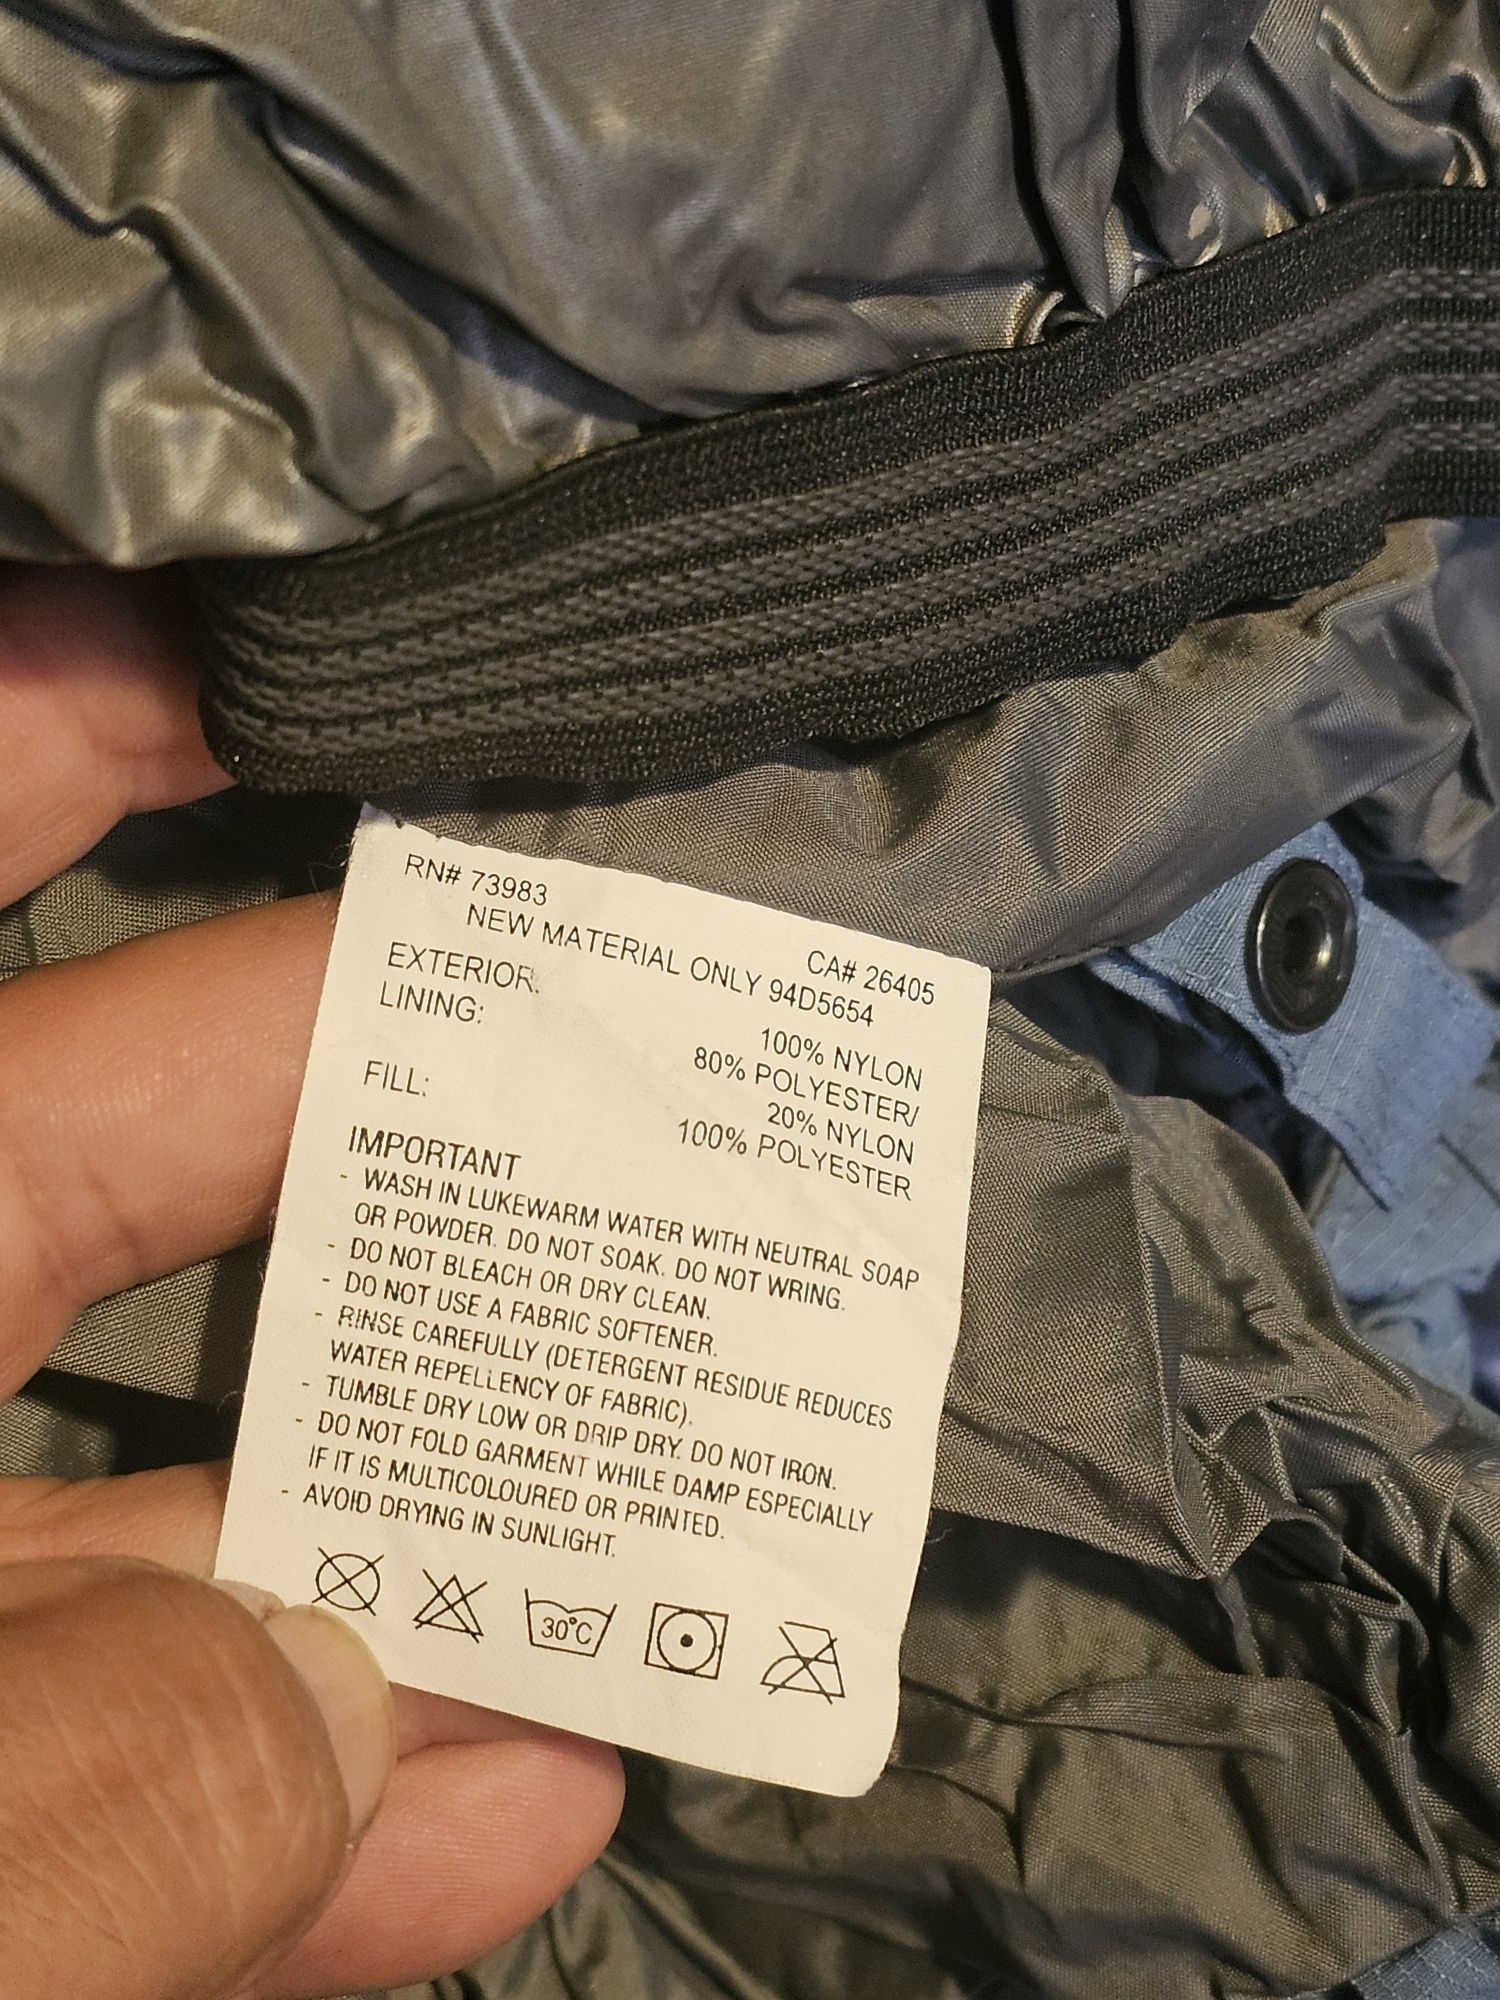 RN# 73983
CA# 26405
NEW MATERIAL ONLY 94D5654
EXTERIOR: 100% NYLON
LINING: 80% POLYESTER/
20% NYLON
FILL: 100% POLYESTER
IMPORTANT
- WASH IN LUKEWARM WATER WITH NEUTRAL SOAP
OR POWDER. DO NOT SOAK. DO NOT WRING.
- DO NOT BLEACH OR DRY CLEAN.
- DO NOT USE A FABRIC SOFTENER.
- RINSE CAREFULLY (DETERGENT RESIDUE REDUCES
WATER REPELLENCY OF FABRIC).
- TUMBLE DRY LOW OR DRIP DRY. DO NOT IRON.
- DO NOT FOLD GARMENT WHILE DAMP ESPECIALLY
IF IT IS MULTICOLOURED OR PRINTED.
- AVOID DRYING IN SUNLIGHT.
30°C